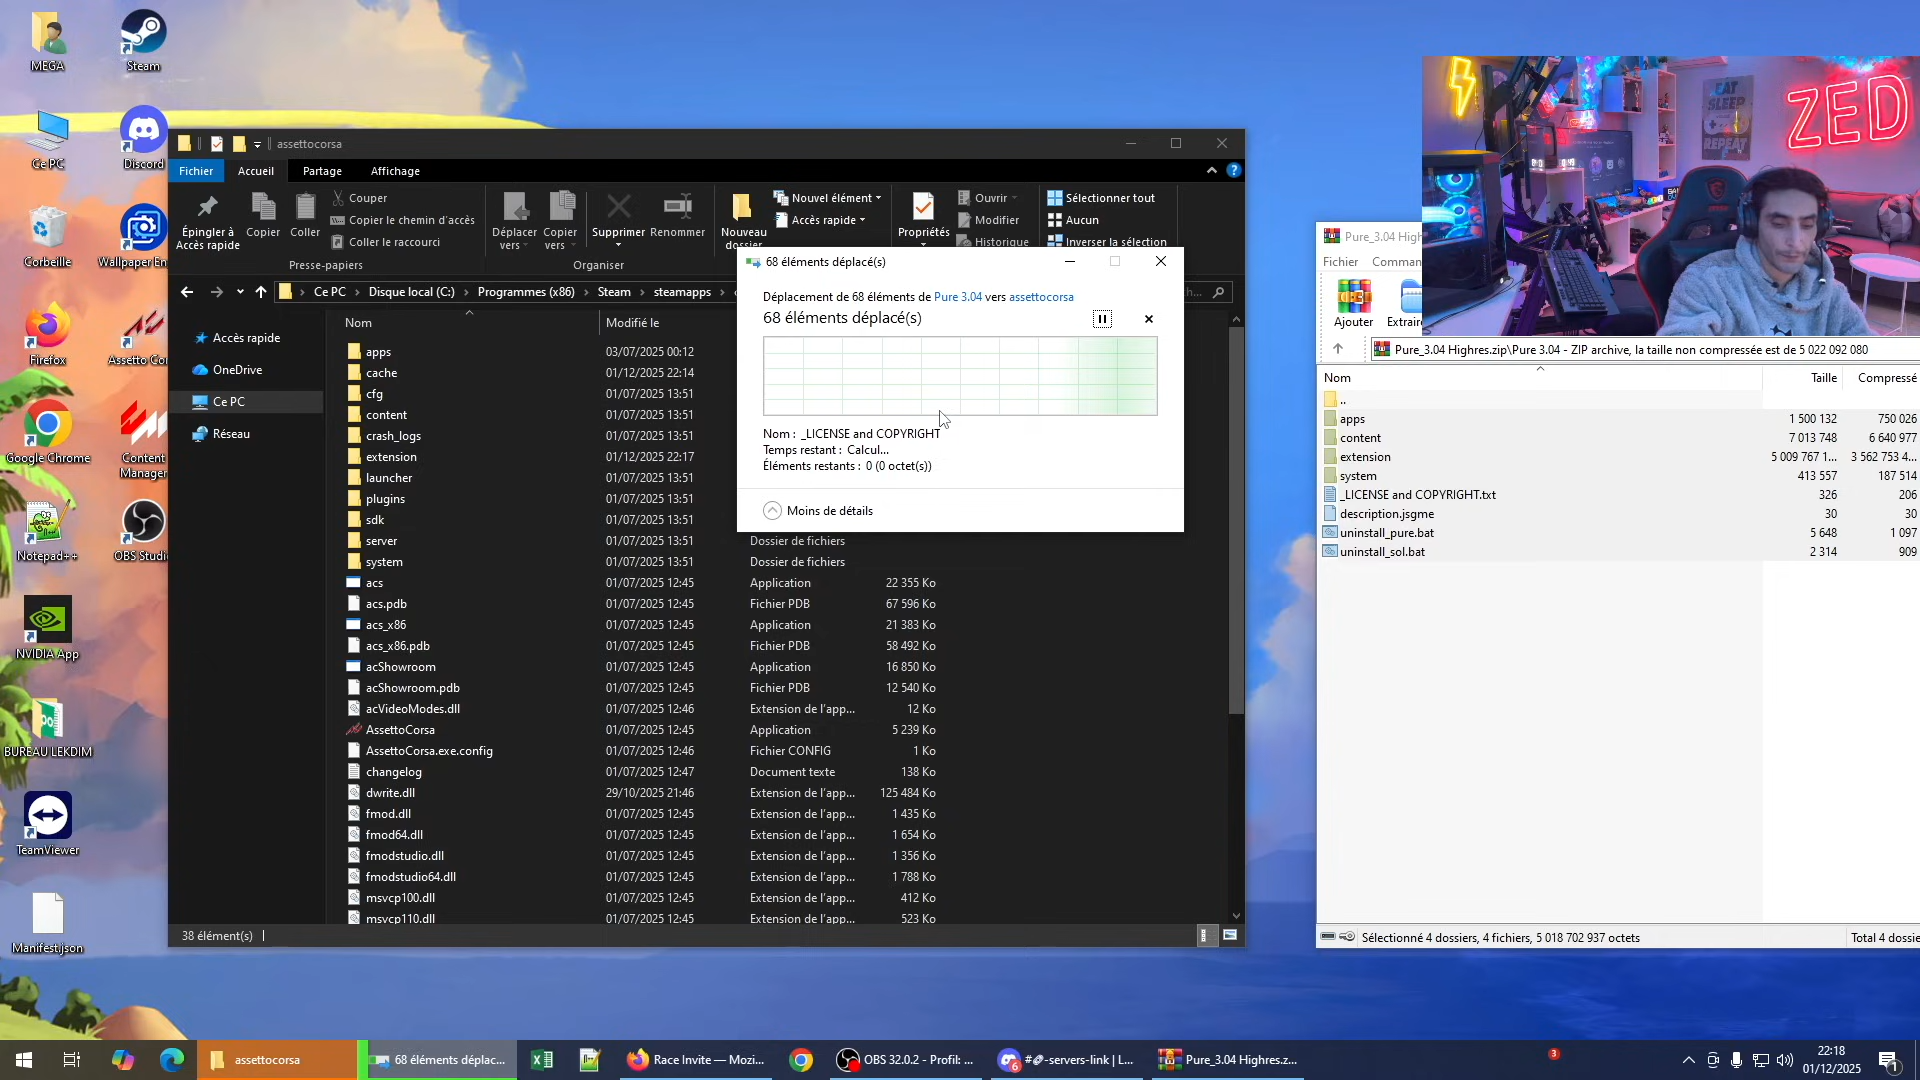 MEGA
Steam
Ce PC
Discord
Corbeille
Wallpaper En
Firefox
Assetto Cor
Google Chrome
Content
Manager
Notepad++
OBS Studi
NVIDIA App
BUREAU LEKDIM
TeamViewer
Manifest.json
assettocorsa
Fichier
Accueil
Partage
Affichage
Épingler à
Accès rapide
Copier
Coller
Couper
Copier le chemin d'accès
Coller le raccourci
Presse-papiers
Déplacer
vers
Copier
vers
Supprimer
Renommer
Organiser
Nouveau
dossier
Nouvel élément
Accès rapide
Propriétés
Ouvrir
Modifier
Historique
Sélectionner tout
Aucun
Inverser la sélection
Ce PC
Disque local (C:)
Programmes (x86)
Steam
steamapps
Accès rapide
OneDrive
Ce PC
Réseau
Nom
Modifié le
apps 03/07/2025 00:12
cache 01/12/2025 22:14
cfg 01/07/2025 13:51
content 01/07/2025 13:51
crash_logs 01/07/2025 13:51
extension 01/12/2025 22:17
launcher 01/07/2025 13:51
plugins 01/07/2025 13:51
sdk 01/07/2025 13:51
server 01/07/2025 13:51 Dossier de fichiers
system 01/07/2025 13:51 Dossier de fichiers
acs 01/07/2025 12:45 Application 22 355 Ko
acs.pdb 01/07/2025 12:45 Fichier PDB 67 596 Ko
acs_x86 01/07/2025 12:45 Application 21 383 Ko
acs_x86.pdb 01/07/2025 12:45 Fichier PDB 58 492 Ko
acShowroom 01/07/2025 12:45 Application 16 850 Ko
acShowroom.pdb 01/07/2025 12:45 Fichier PDB 12 540 Ko
acVideoModes.dll 01/07/2025 12:46 Extension de l'app... 12 Ko
AssettoCorsa 01/07/2025 12:45 Application 5 239 Ko
AssettoCorsa.exe.config 01/07/2025 12:46 Fichier CONFIG 1 Ko
changelog 01/07/2025 12:47 Document texte 138 Ko
dwrite.dll 29/10/2025 21:46 Extension de l'app... 125 484 Ko
fmod.dll 01/07/2025 12:45 Extension de l'app... 1 435 Ko
fmod64.dll 01/07/2025 12:45 Extension de l'app... 1 654 Ko
fmodstudio.dll 01/07/2025 12:45 Extension de l'app... 1 356 Ko
fmodstudio64.dll 01/07/2025 12:45 Extension de l'app... 1 788 Ko
msvcp100.dll 01/07/2025 12:45 Extension de l'app... 412 Ko
msvcp110.dll 01/07/2025 12:45 Extension de l'app... 523 Ko
38 élément(s)
68 éléments déplacé(s)
Déplacement de 68 éléments de Pure 3.04 vers assettocorsa
68 éléments déplacé(s)
Nom : _LICENSE and COPYRIGHT
Temps restant : Calcul...
Éléments restants : 0 (0 octet(s))
Moins de détails
EAT
SLEEP
REPEAT
ZED
Pure_3.04 High
Fichier
Comman
Ajouter
Extraire
Pure_3.04 Highres.zip\Pure 3.04 - ZIP archive, la taille non compressée est de 5 022 092 080
Nom Taille Compressé
..
apps 1 500 132 750 026
content 7 013 748 6 640 977
extension 5 009 767 1... 3 562 753 4...
system 413 557 187 514
_LICENSE and COPYRIGHT.txt 326 206
description.jsgme 30 30
uninstall_pure.bat 5 648 1 097
uninstall_sol.bat 2 314 909
Sélectionné 4 dossiers, 4 fichiers, 5 018 702 937 octets
Total 4 dossie
assettocorsa
68 éléments déplac...
Race Invite — Mozi...
OBS 32.0.2 - Profil: ...
6
-servers-link | L...
Pure_3.04 Highres.z...
3
22:18
01/12/2025
1